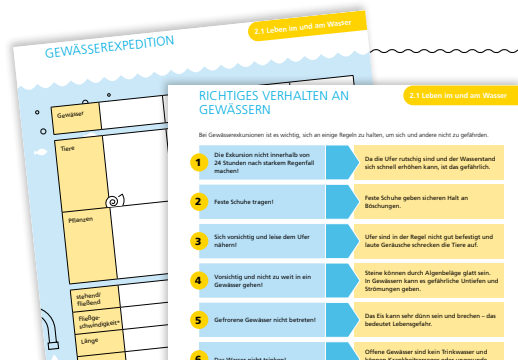 GEWÄSSEREXPEDITION
2.1 Leben im und am Wasser
Gewässer
Tiere
Pflanzen
stehend/
fließend
Fließge-
schwindigkeit*
Länge
RICHTIGES VERHALTEN AN
GEWÄSSERN
2.1 Leben im und am Wasser
Bei Gewässerexkursionen ist es wichtig, sich an einige Regeln zu halten, um sich und andere nicht zu gefährden.
1
Die Exkursion nicht innerhalb von
24 Stunden nach starkem Regenfall
machen!
Da die Ufer rutschig sind und der Wasserstand
sich schnell erhöhen kann, ist das gefährlich.
2
Feste Schuhe tragen!
Feste Schuhe geben sicheren Halt an
Böschungen.
3
Sich vorsichtig und leise dem Ufer
nähern!
Ufer sind in der Regel nicht gut befestigt und
laute Geräusche schrecken die Tiere auf.
4
Vorsichtig und nicht zu weit in ein
Gewässer gehen!
Steine können durch Algenbeläge glatt sein.
In Gewässern kann es gefährliche Untiefen und
Strömungen geben.
5
Gefrorene Gewässer nicht betreten!
Das Eis kann sehr dünn sein und brechen – das
bedeutet Lebensgefahr.
6
Das Wasser nicht trinken!
Offene Gewässer sind kein Trinkwasser und
können Krankheitserreger oder ungesunde